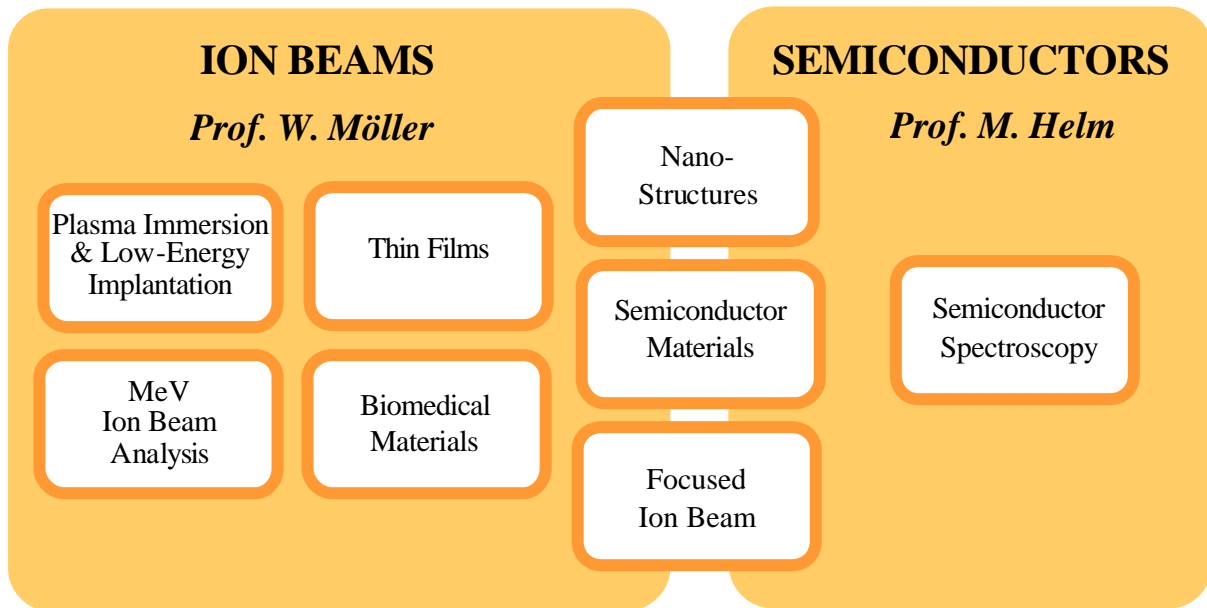 ION BEAMS
Prof. W. Möller
Plasma Immersion
& Low-Energy
Implantation
Thin Films
MeV
Ion Beam
Analysis
Biomedical
Materials
Nano-
Structures
Semiconductor
Materials
Focused
Ion Beam
SEMICONDUCTORS
Prof. M. Helm
Semiconductor
Spectroscopy